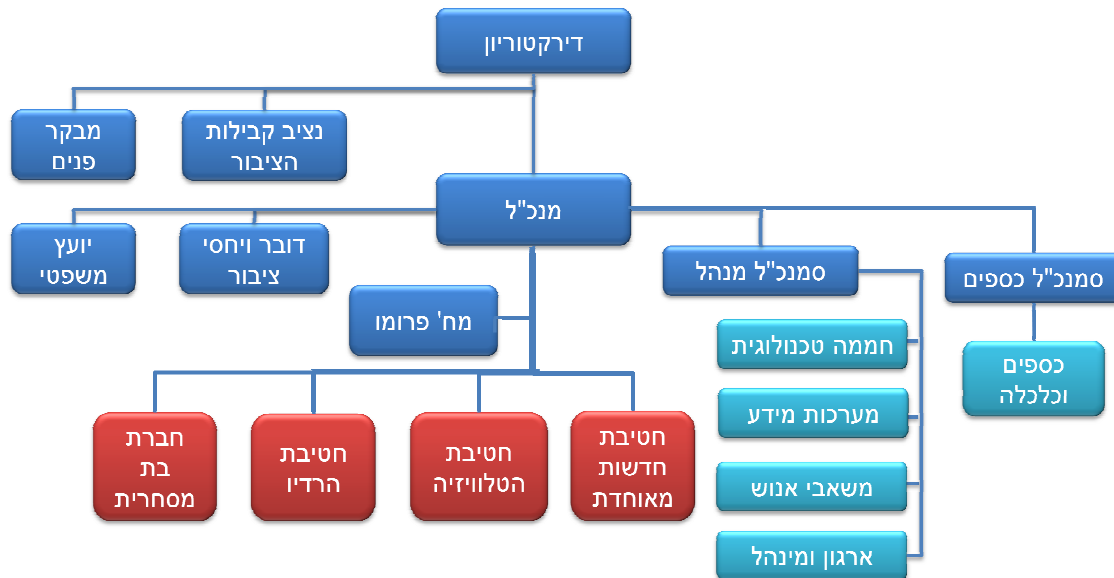 דירקטוריון
נציב קבילות
הציבור
מבקר
פנים
מנכ"ל
סמנכ"ל כספים
סמנכ"ל מנהל
דובר ויחסי
ציבור
יועץ
משפטי
מח' פרומו
כספים
וכלכלה
חממה טכנולוגית
מערכות מידע
משאבי אנוש
ארגון ומינהל
חטיבת
חדשות
מאוחדת
חטיבת
הטלוויזיה
חטיבת
הרדיו
חברת
בת
מסחרית